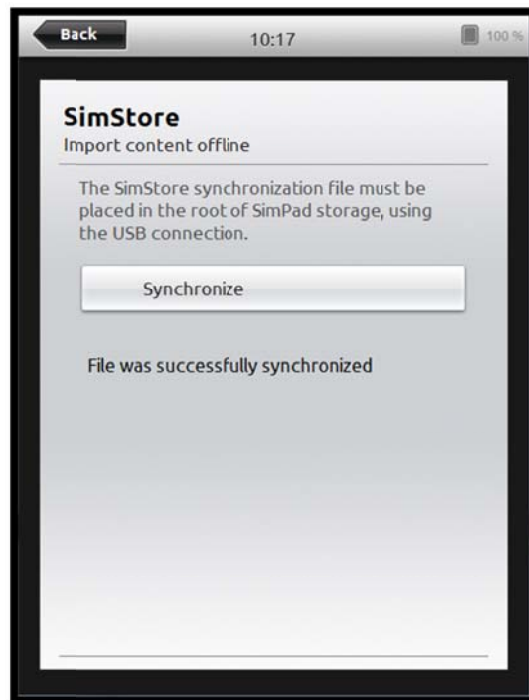 Back
10:17
100 %
SimStore
Import content offline
The SimStore synchronization file must be
placed in the root of SimPad storage, using
the USB connection.
Synchronize
File was successfully synchronized